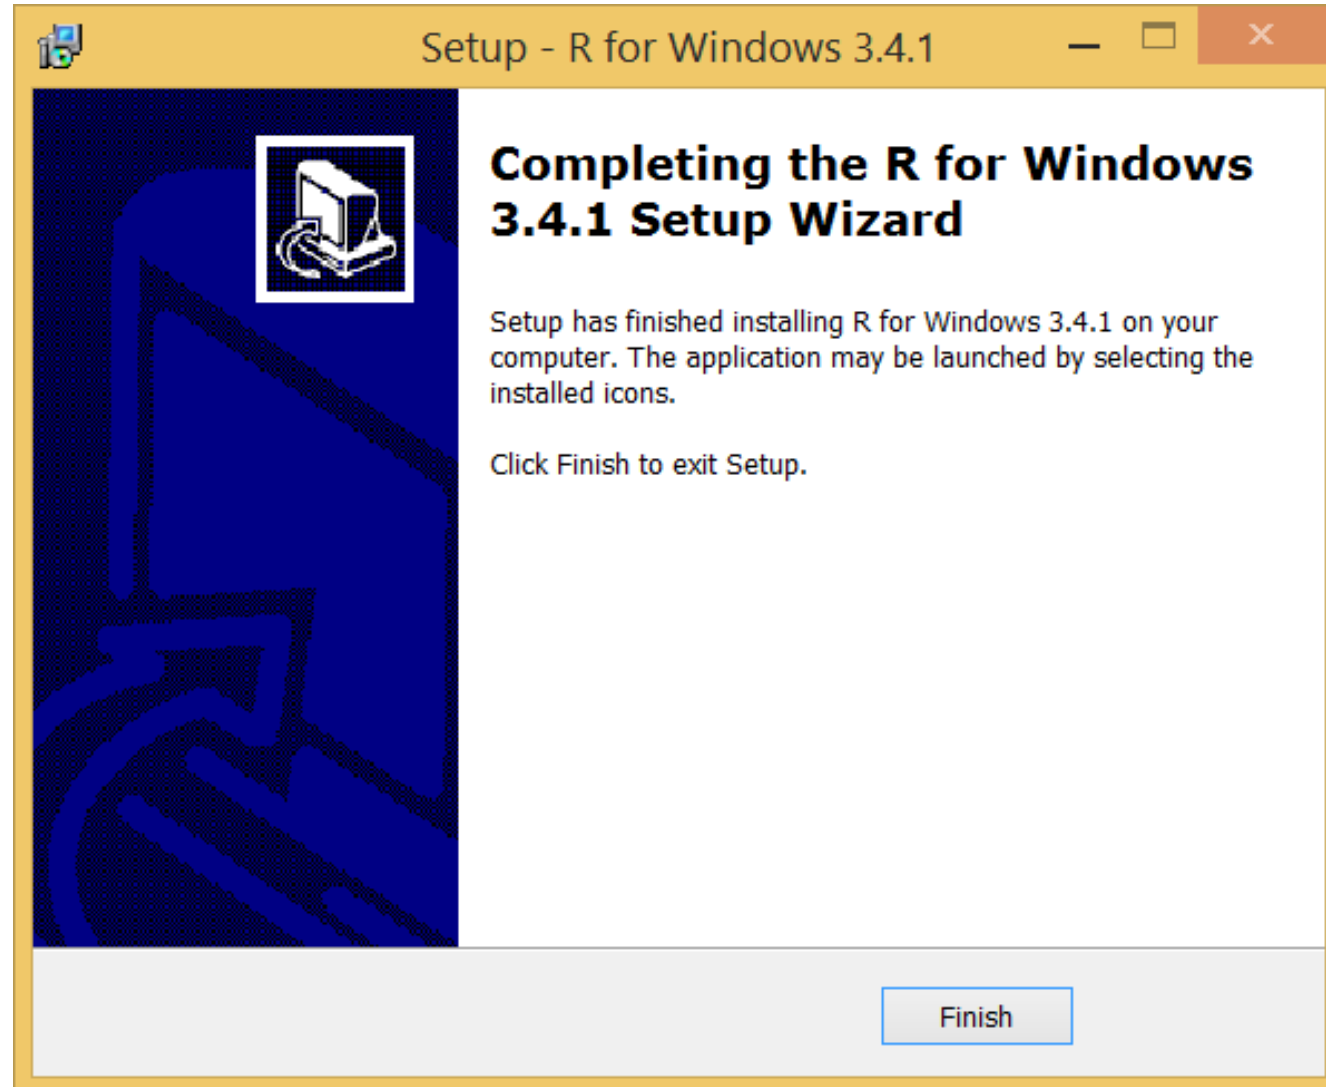 Setup - R for Windows 3.4.1
Completing the R for Windows
3.4.1 Setup Wizard
Setup has finished installing R for Windows 3.4.1 on your
computer. The application may be launched by selecting the
installed icons.
Click Finish to exit Setup.
Finish